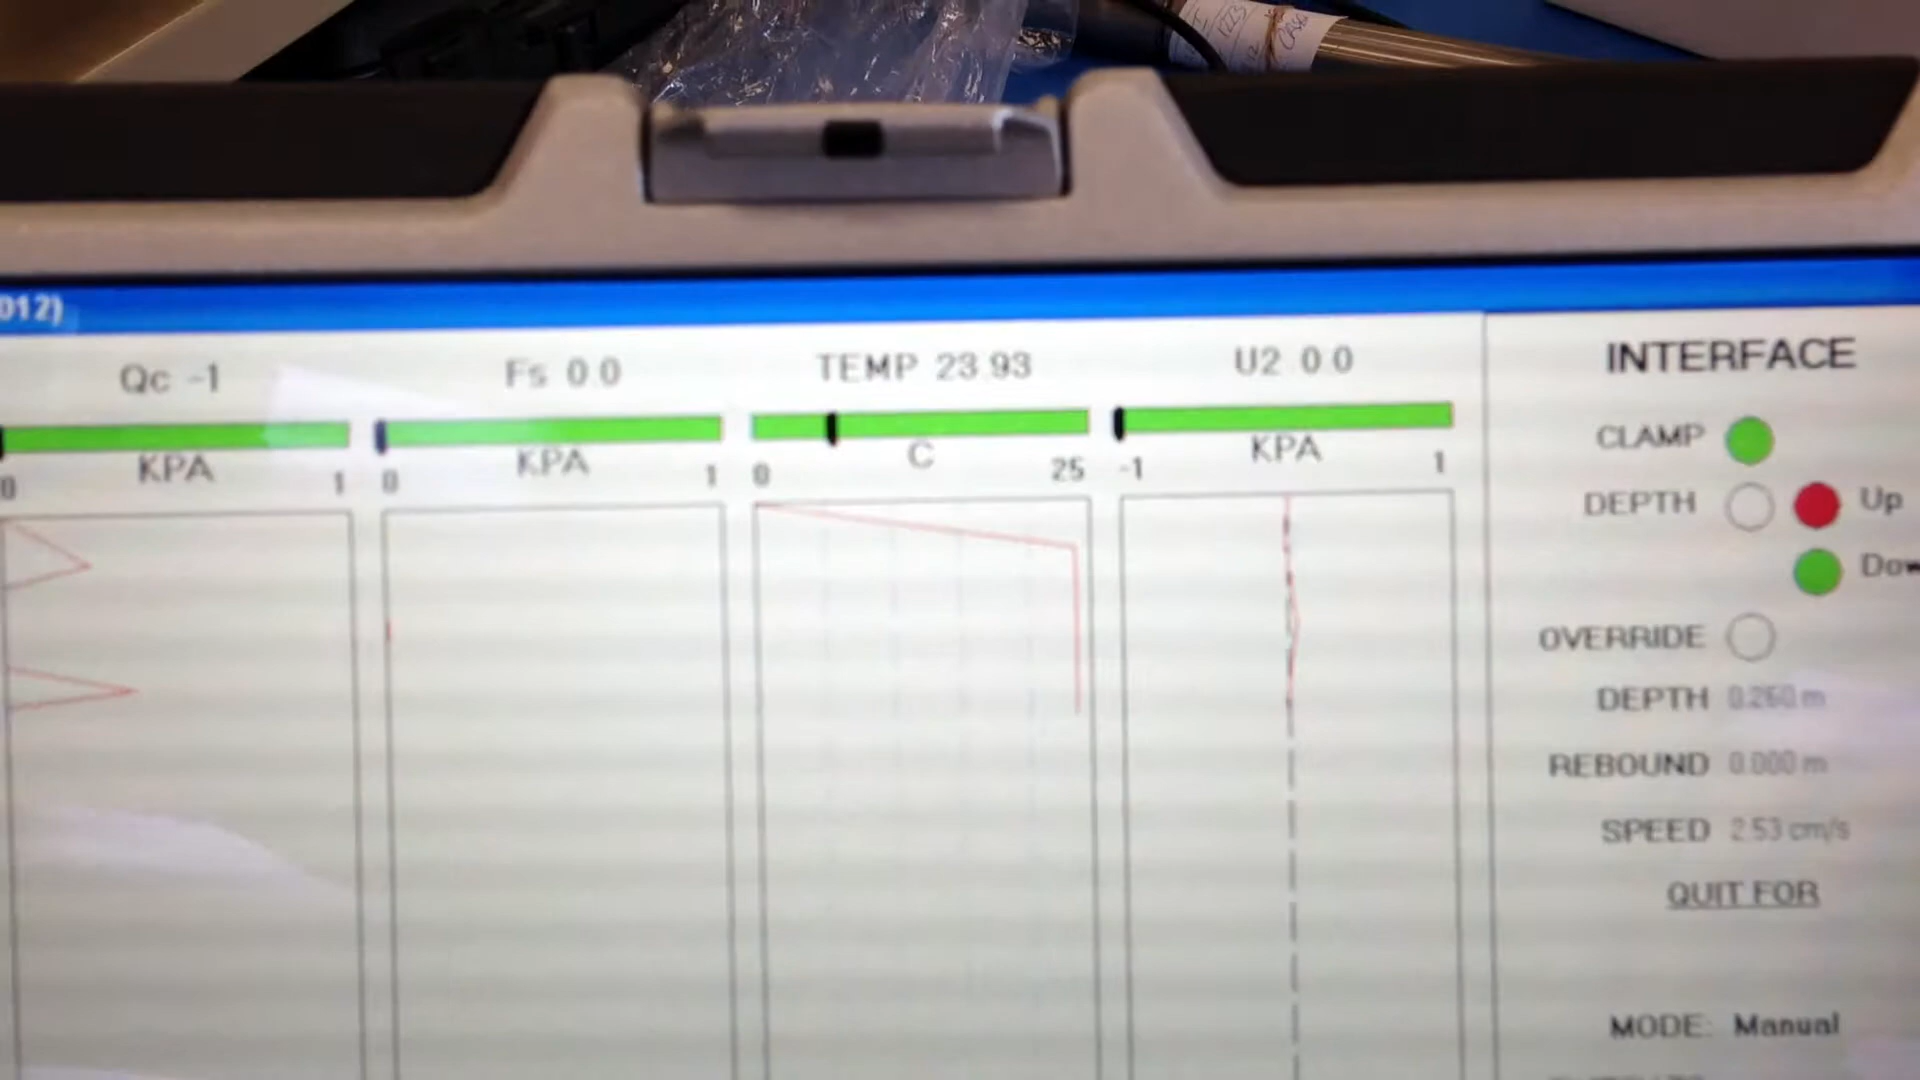 012)
Qc -1
Fs 0.0
TEMP 23.93
U2 0.0
0 KPA 1
0 KPA 1
0 C 25
-1 KPA 1
INTERFACE
CLAMP
DEPTH Up
Dow
OVERRIDE
DEPTH 0.260 m
REBOUND 0.000 m
SPEED 2.53 cm/s
QUIT FOR
MODE: Manual